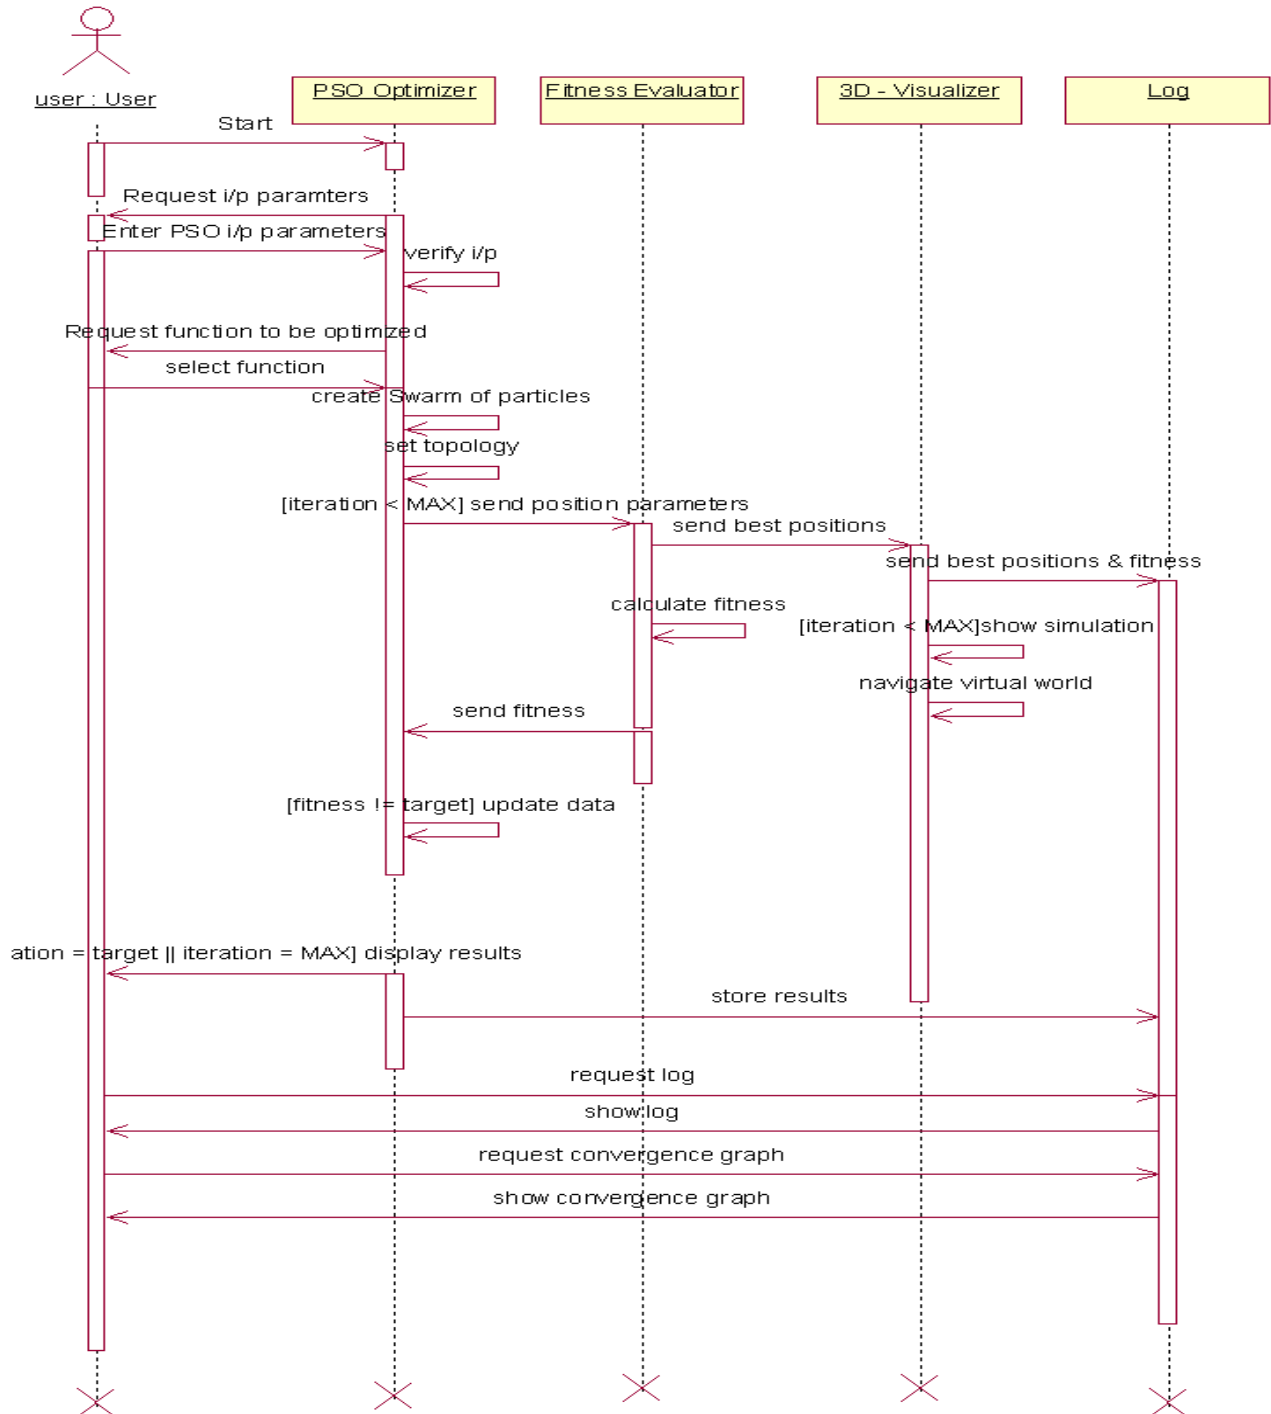 user : User
PSO Optimizer
Fitness Evaluator
3D - Visualizer
Log
Start
Request i/p paramters
Enter PSO i/p parameters
verify i/p
Request function to be optimized
select function
create Swarm of particles
set topology
[iteration < MAX] send position parameters
send best positions
send best positions & fitness
calculate fitness
[iteration < MAX]show simulation
navigate virtual world
send fitness
[fitness != target] update data
ation = target || iteration = MAX] display results
store results
request log
show log
request convergence graph
show convergence graph